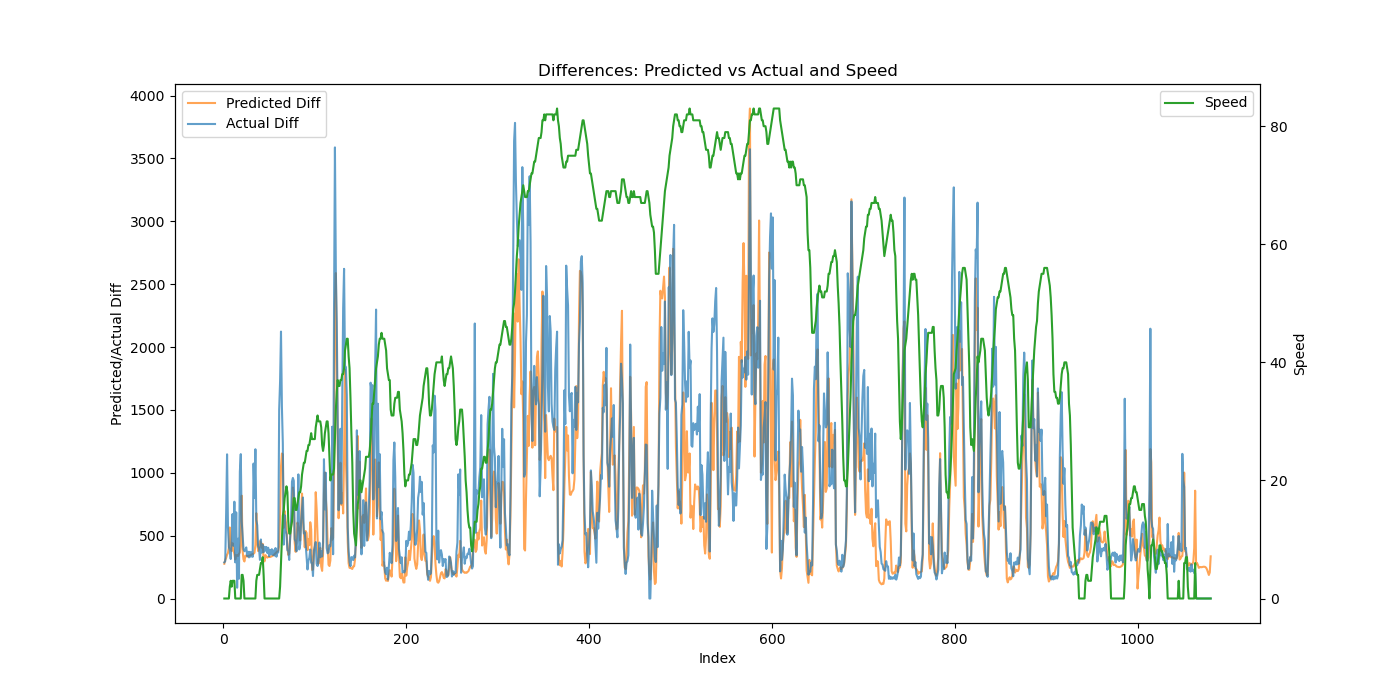 Differences: Predicted vs Actual and Speed
Predicted Diff
Actual Diff
Speed
4000
3500
3000
2500
2000
1500
1000
500
0
Predicted/Actual Diff
80
60
40
20
0
Speed
0 200 400 600 800 1000
Index